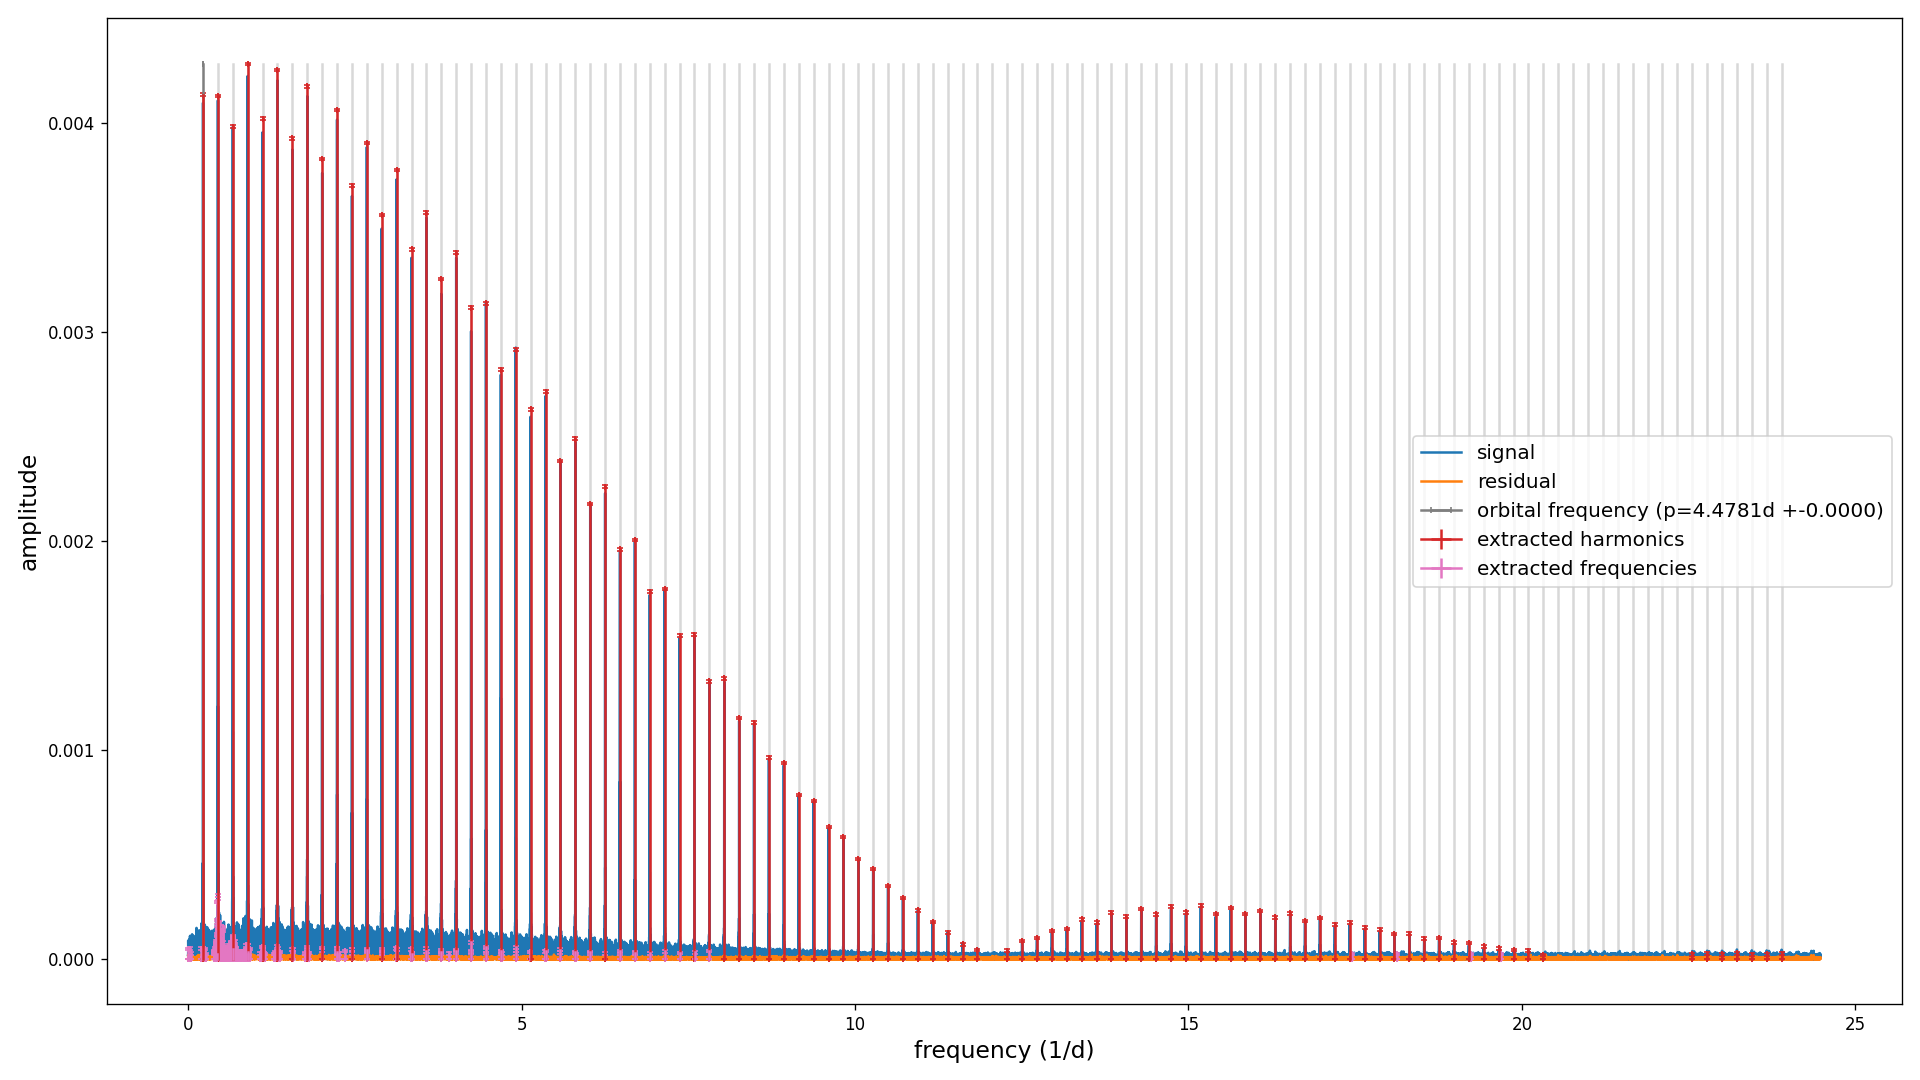 amplitude
0.004
0.003
0.002
0.001
0.000
signal
residual
orbital frequency (p=4.4781d +-0.0000)
extracted harmonics
extracted frequencies
0
5
10
15
20
25
frequency (1/d)